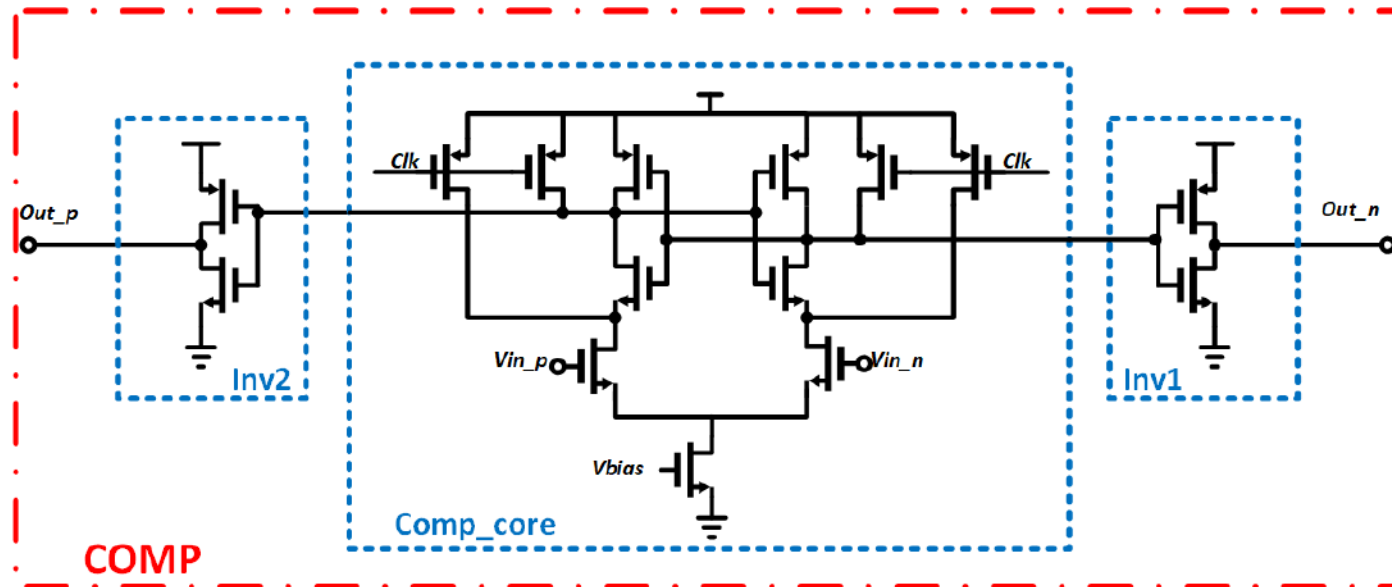 Clk
Clk
Out_p
Out_n
Vin_p
Vin_n
Inv2
Inv1
Vbias
Comp_core
COMP